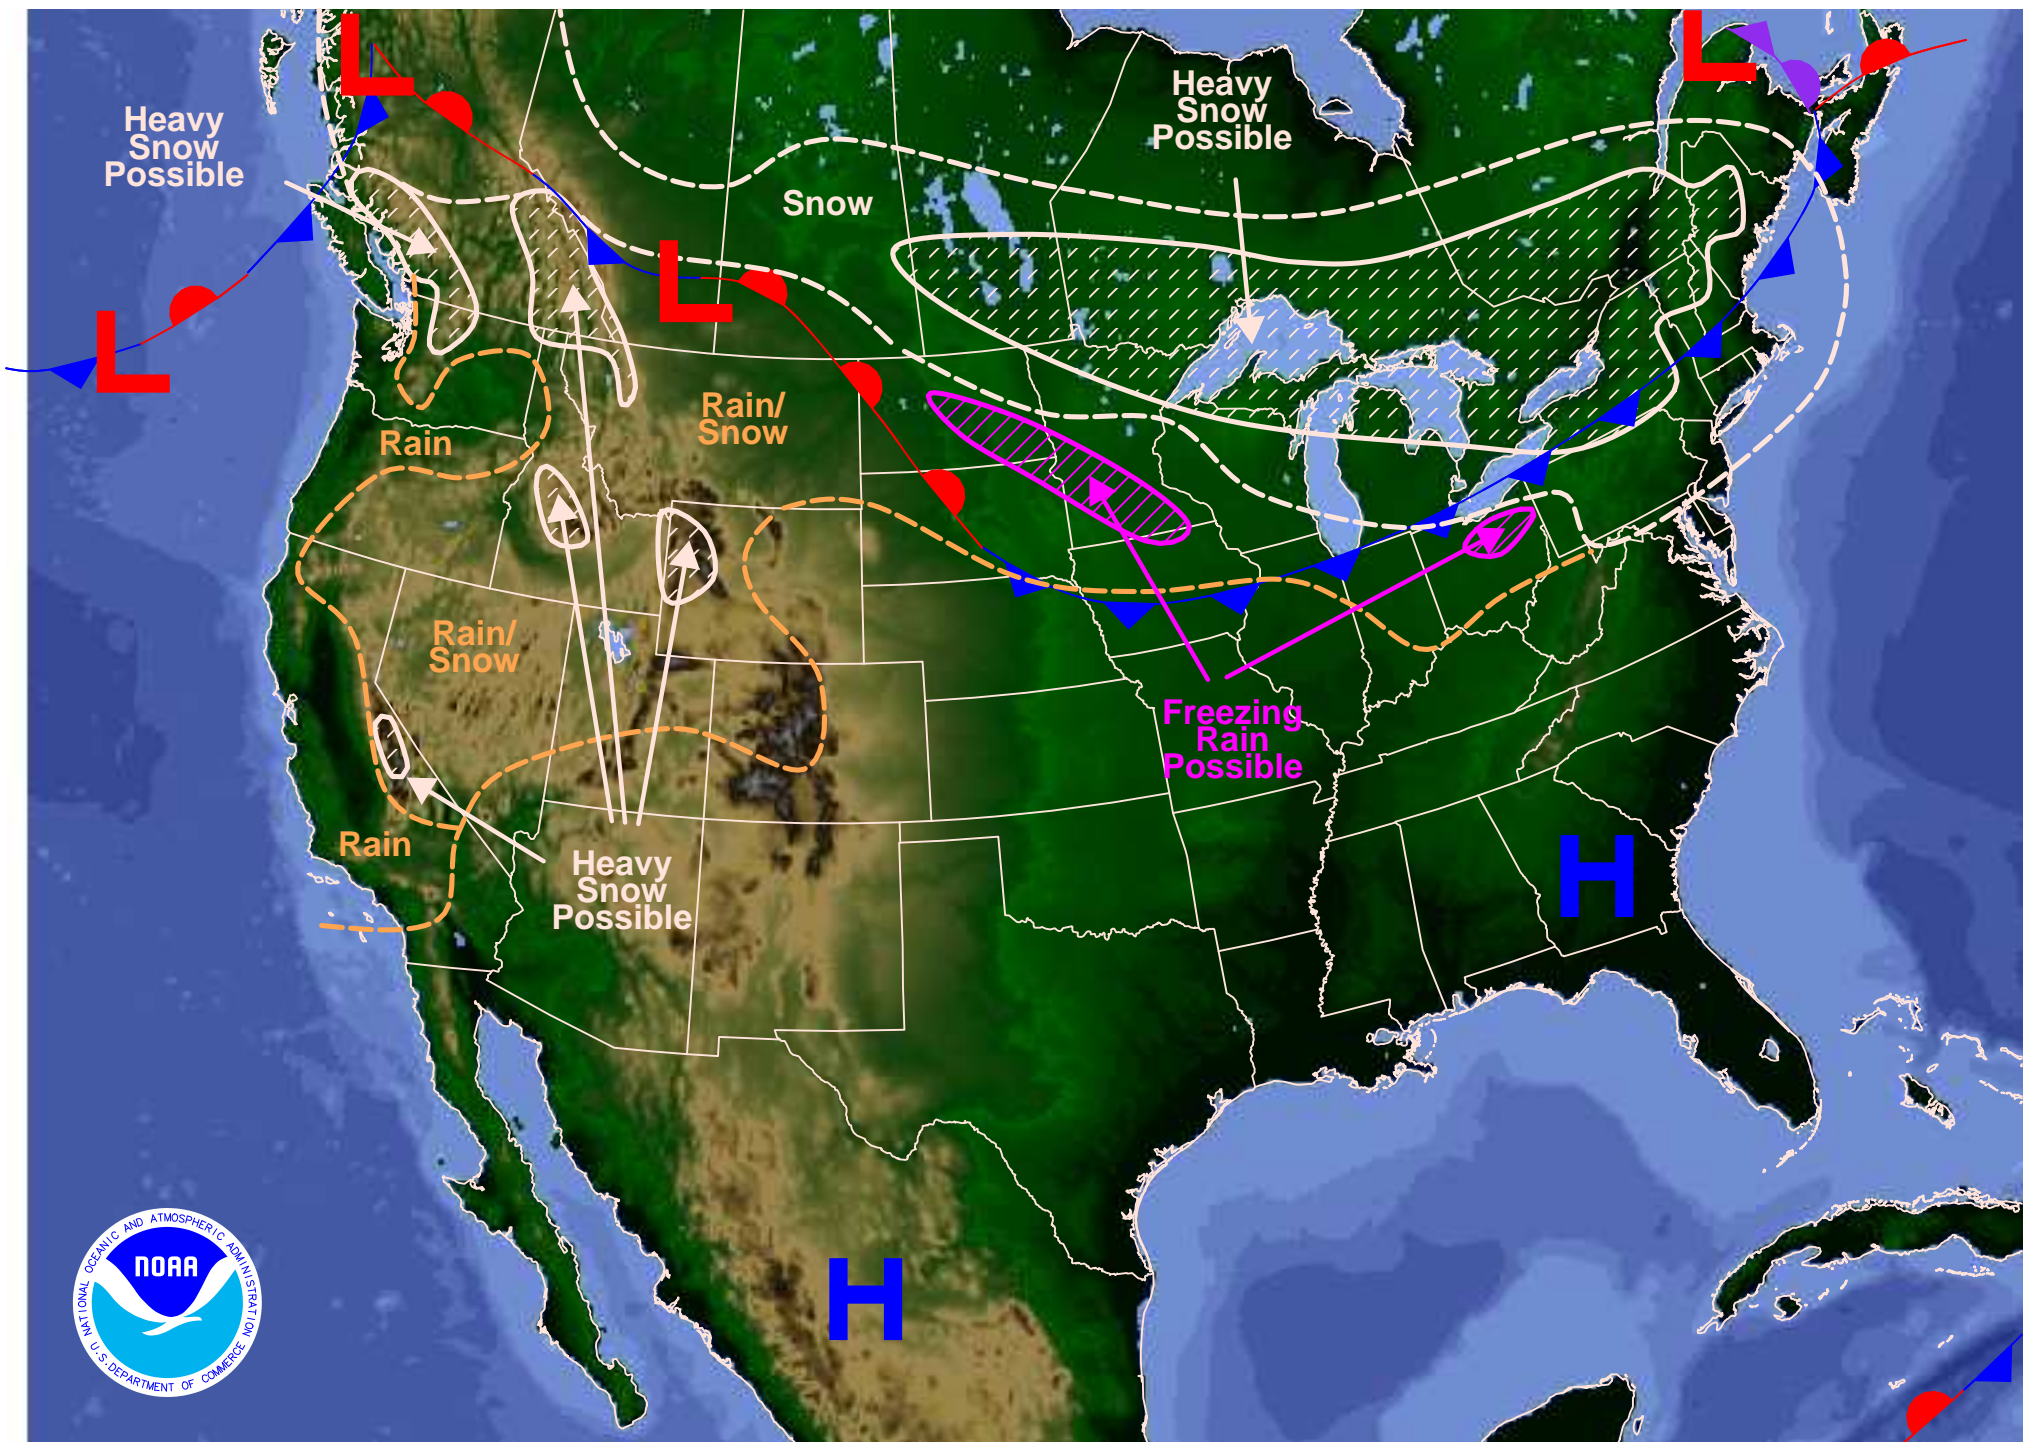 L
L
Heavy
Snow
Possible
Heavy
Snow
Possible
Snow
L
L
Rain/
Snow
Rain
Rain/
Snow
Freezing
Rain
Possible
Rain
Heavy
Snow
Possible
H
H
NATIONAL OCEANIC AND ATMOSPHERIC ADMINISTRATION
NOAA
U.S. DEPARTMENT OF COMMERCE